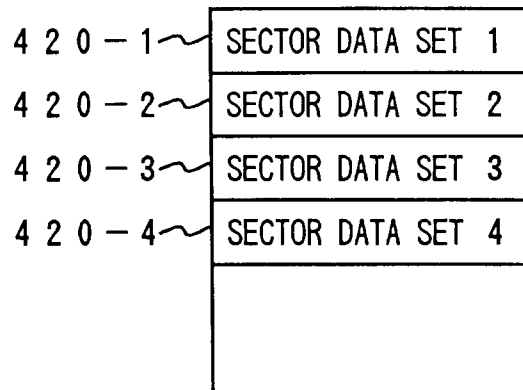 420-1 SECTOR DATA SET 1
420-2 SECTOR DATA SET 2
420-3 SECTOR DATA SET 3
420-4 SECTOR DATA SET 4